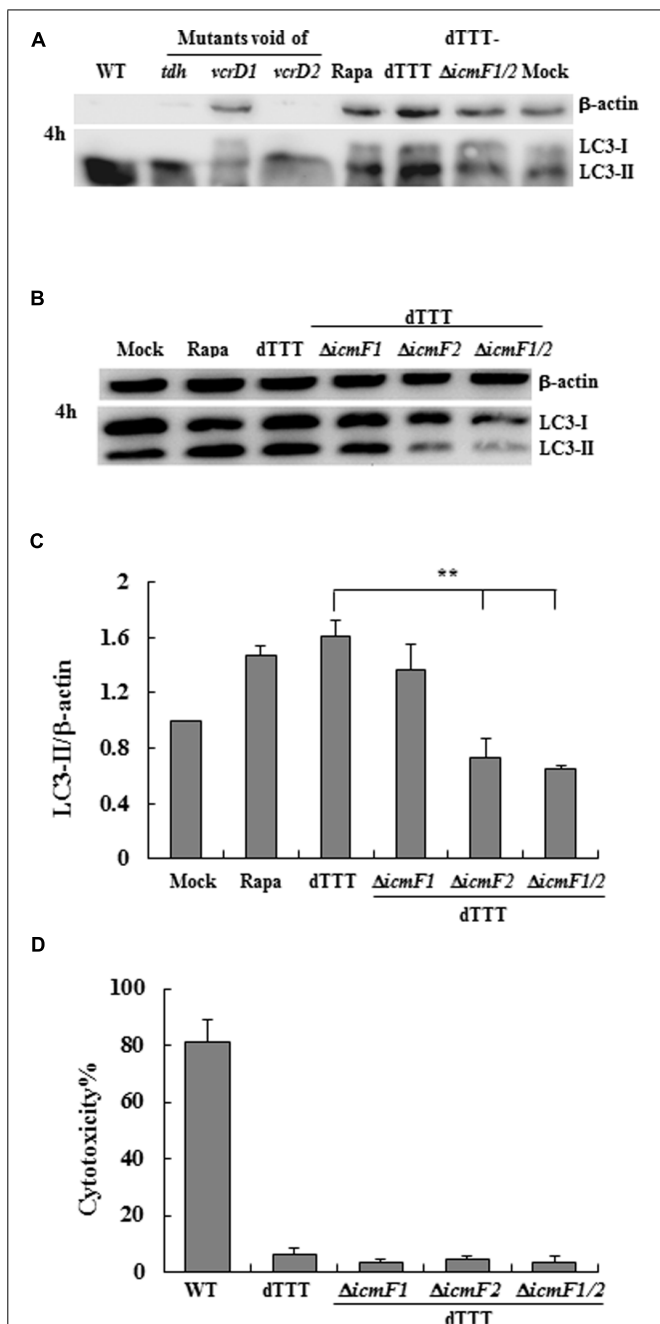 A
Mutants void of dTTT-
WT tdh vcrD1 vcrD2 Rapa dTTT ΔicmF1/2 Mock
β-actin
4h
LC3-I
LC3-II
B
dTTT
Mock Rapa dTTT ΔicmF1 ΔicmF2 ΔicmF1/2
β-actin
4h
LC3-I
LC3-II
C
2
**
1.6
1.2
0.8
0.4
0
LC3-II/β-actin
Mock Rapa dTTT ΔicmF1 ΔicmF2 ΔicmF1/2
dTTT
D
100
80
60
40
20
0
Cytotoxicity%
WT dTTT ΔicmF1 ΔicmF2 ΔicmF1/2
dTTT